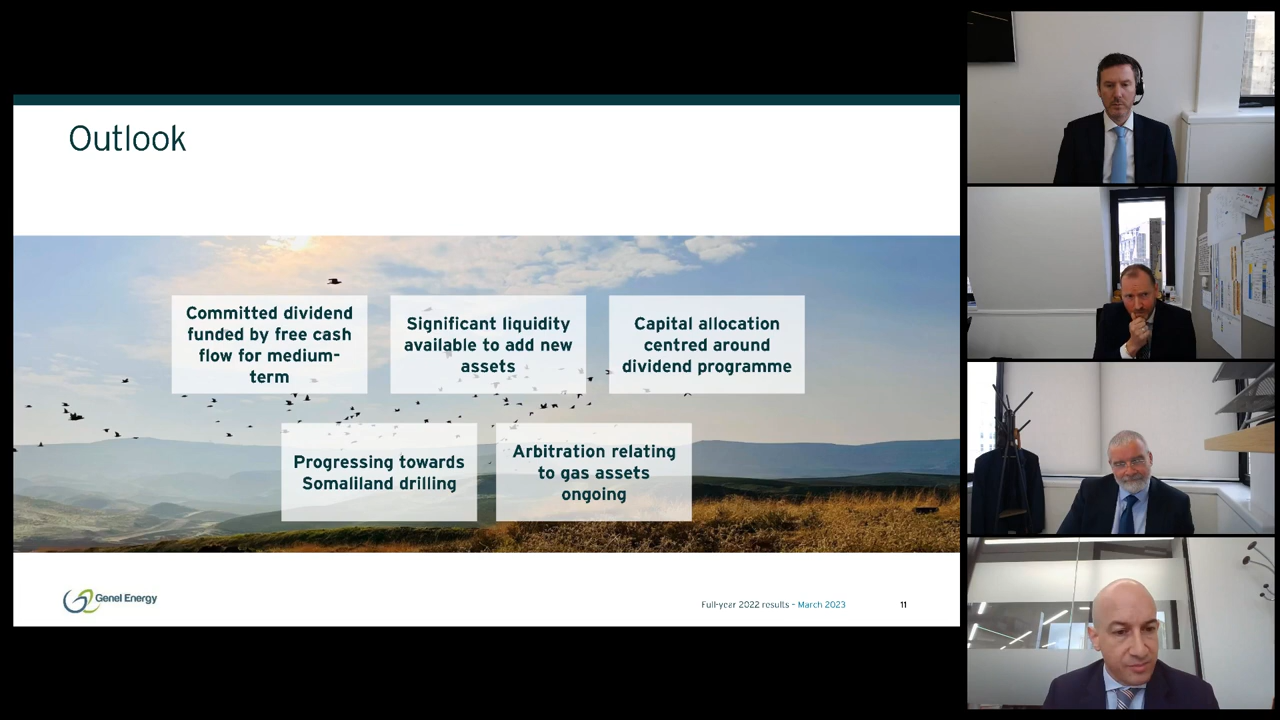 Outlook
Committed dividend
funded by free cash
flow for medium-
term
Significant liquidity
available to add new
assets
Capital allocation
centred around
dividend programme
Progressing towards
Somaliland drilling
Arbitration relating
to gas assets
ongoing
Genel Energy
Full-year 2022 results - March 2023
11